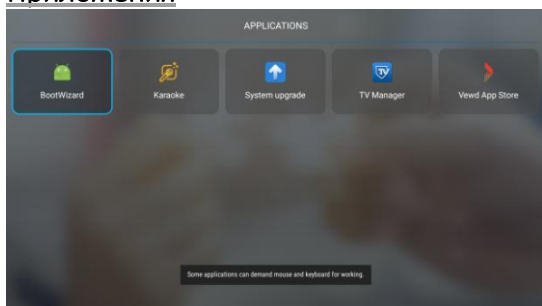 Приложения
APPLICATIONS
BootWizard Karaoke System upgrade TV Manager Vewd App Store
TV
Some applications can demand mouse and keyboard for working.